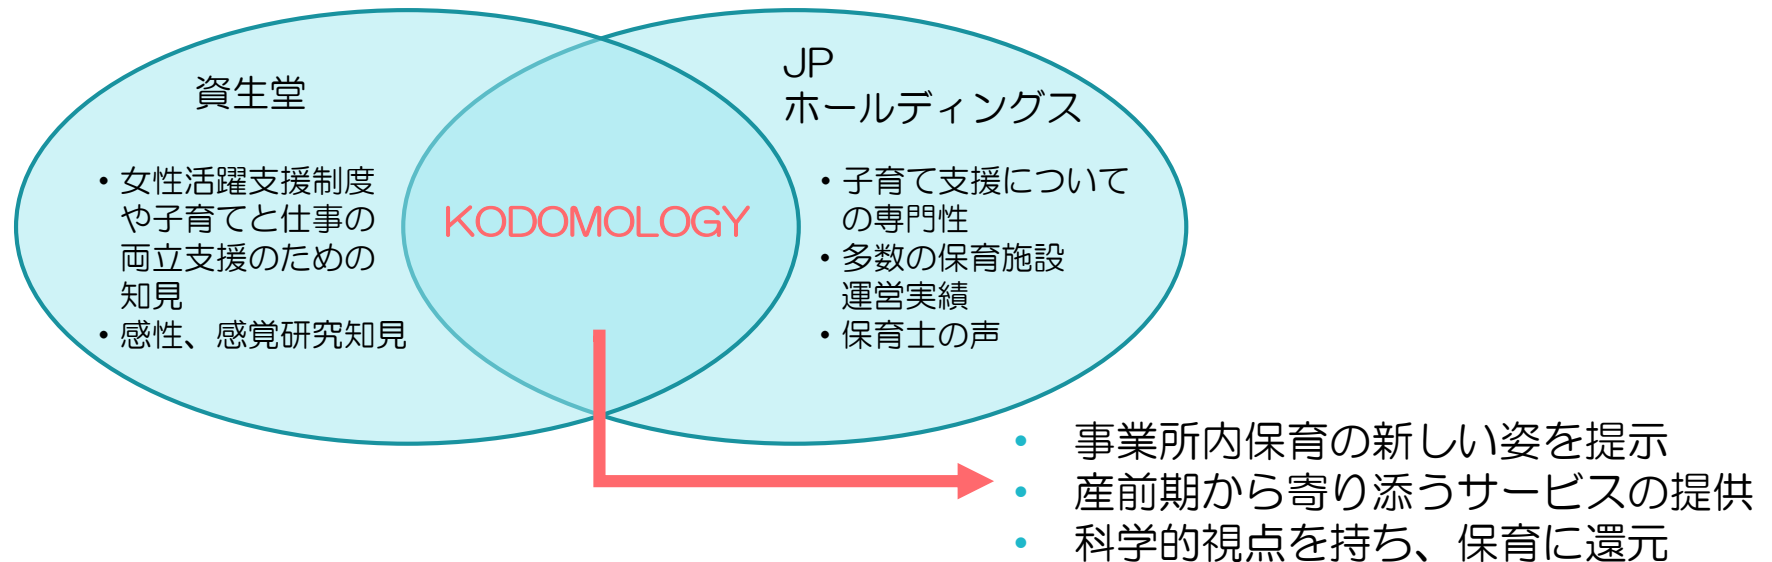 資生堂
・女性活躍支援制度
や子育てと仕事の
両立支援のための
知見
・感性、感覚研究知見
KODOMOLOGY
JP
ホールディングス
・子育て支援について
の専門性
・多数の保育施設
運営実績
・保育士の声
• 事業所内保育の新しい姿を提示
• 産前期から寄り添うサービスの提供
• 科学的視点を持ち、保育に還元